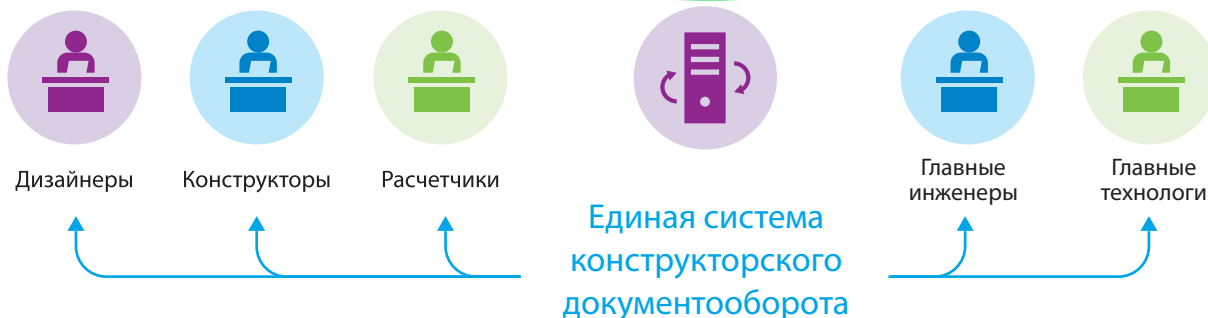 Дизайнеры
Конструкторы
Расчетчики
Единая система
конструкторского
документооборота
Главные
инженеры
Главные
технологи